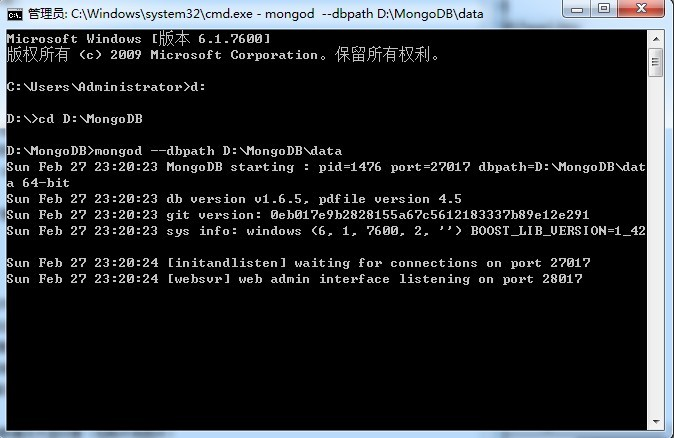 管理员: C:\Windows\system32\cmd.exe - mongod  --dbpath D:\MongoDB\data
Microsoft Windows [版本 6.1.7600]
版权所有 (c) 2009 Microsoft Corporation。保留所有权利。
C:\Users\Administrator>d:
D:\>cd D:\MongoDB
D:\MongoDB>mongod --dbpath D:\MongoDB\data
Sun Feb 27 23:20:23 MongoDB starting : pid=1476 port=27017 dbpath=D:\MongoDB\dat
a 64-bit
Sun Feb 27 23:20:23 db version v1.6.5, pdfile version 4.5
Sun Feb 27 23:20:23 git version: 0eb017e9b2828155a67c5612183337b89e12e291
Sun Feb 27 23:20:23 sys info: windows (6, 1, 7600, 2, '') BOOST_LIB_VERSION=1_42
Sun Feb 27 23:20:24 [initandlisten] waiting for connections on port 27017
Sun Feb 27 23:20:24 [websvr] web admin interface listening on port 28017